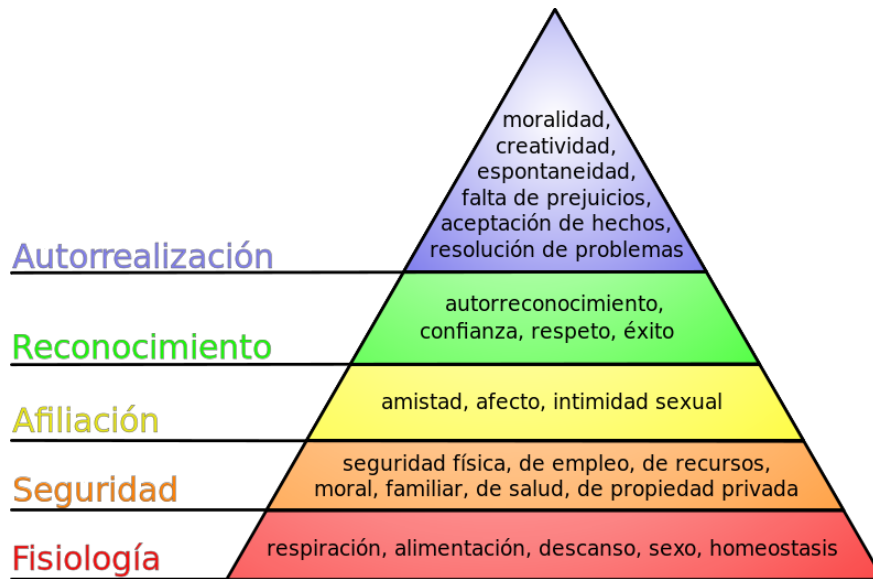 moralidad,
creatividad,
espontaneidad,
falta de prejuicios,
aceptación de hechos,
resolución de problemas
Autorrealización
autorreconocimiento,
confianza, respeto, éxito
Reconocimiento
amistad, afecto, intimidad sexual
Afiliación
seguridad física, de empleo, de recursos,
moral, familiar, de salud, de propiedad privada
Seguridad
respiración, alimentación, descanso, sexo, homeostasis
Fisiología